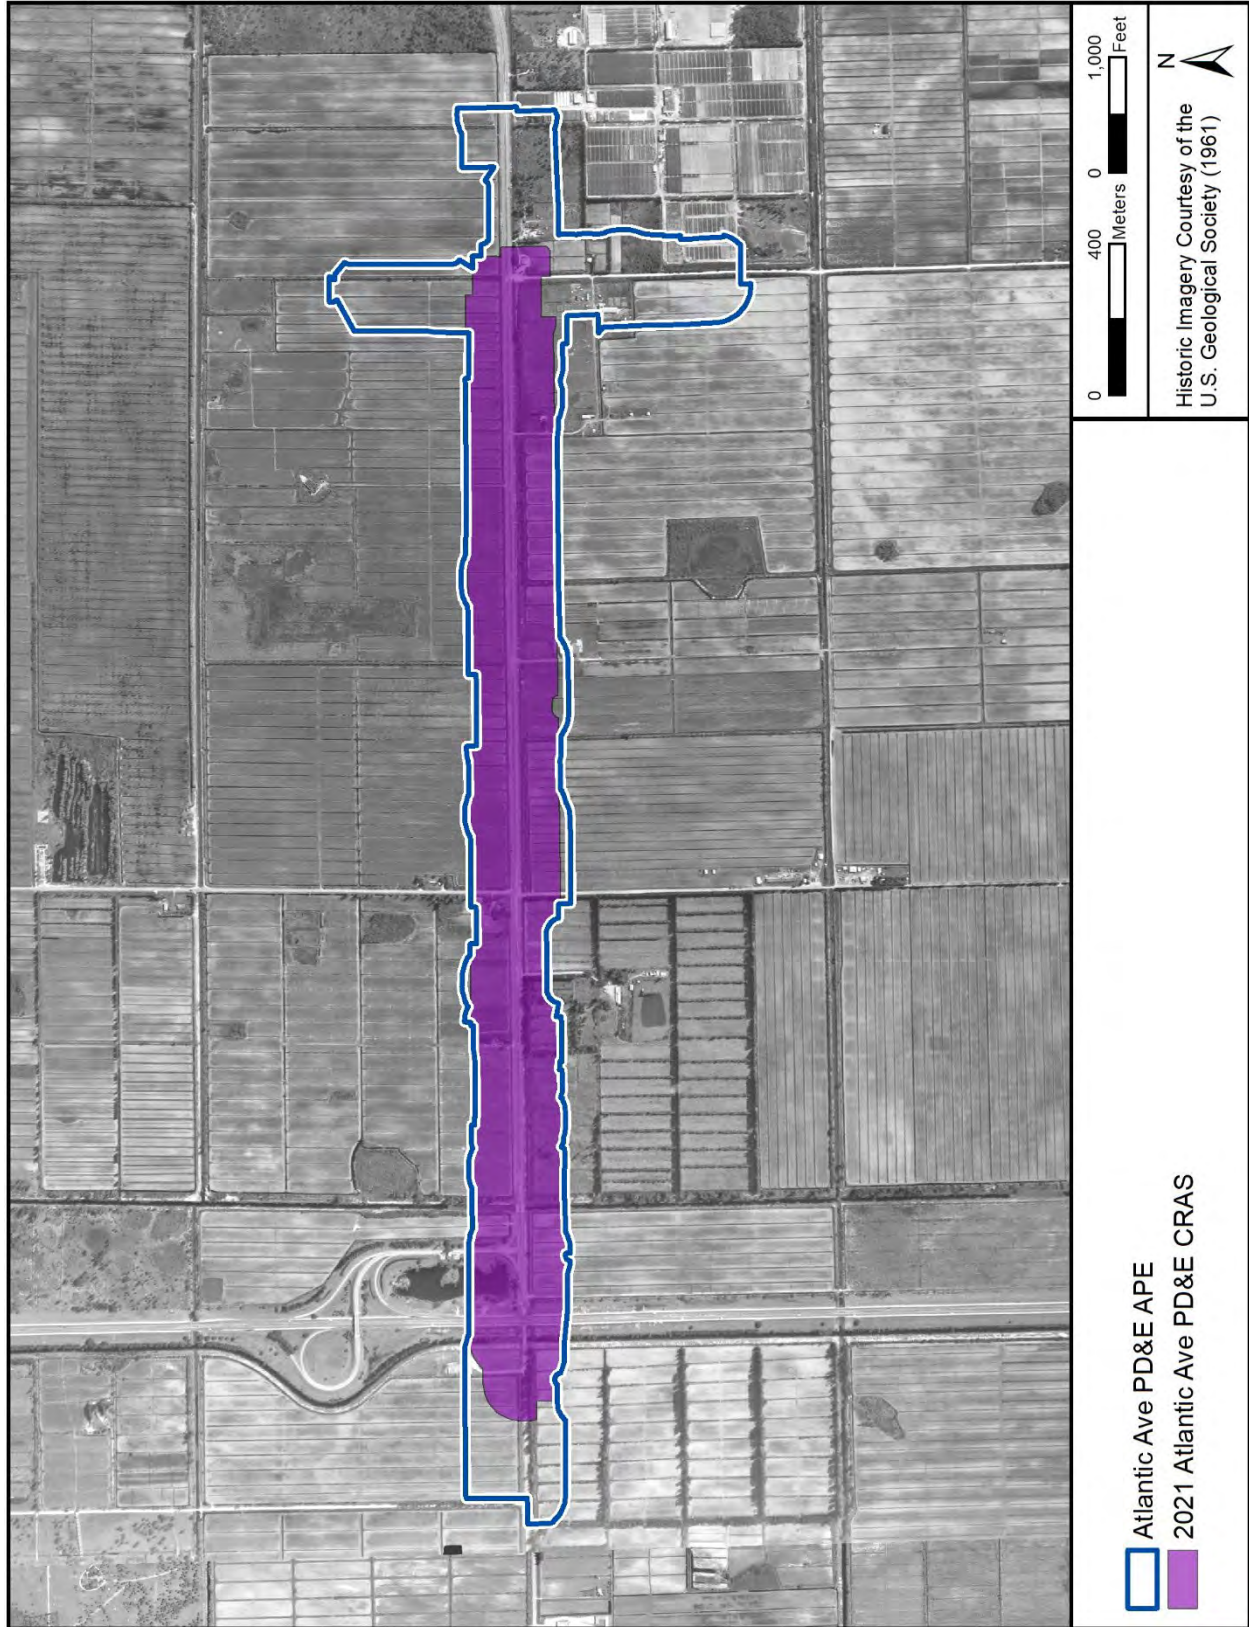 Atlantic Ave PD&E APE
2021 Atlantic Ave PD&E CRAS
0 400 Meters 0 1,000 Feet
N
Historic Imagery Courtesy of the
U.S. Geological Society (1961)